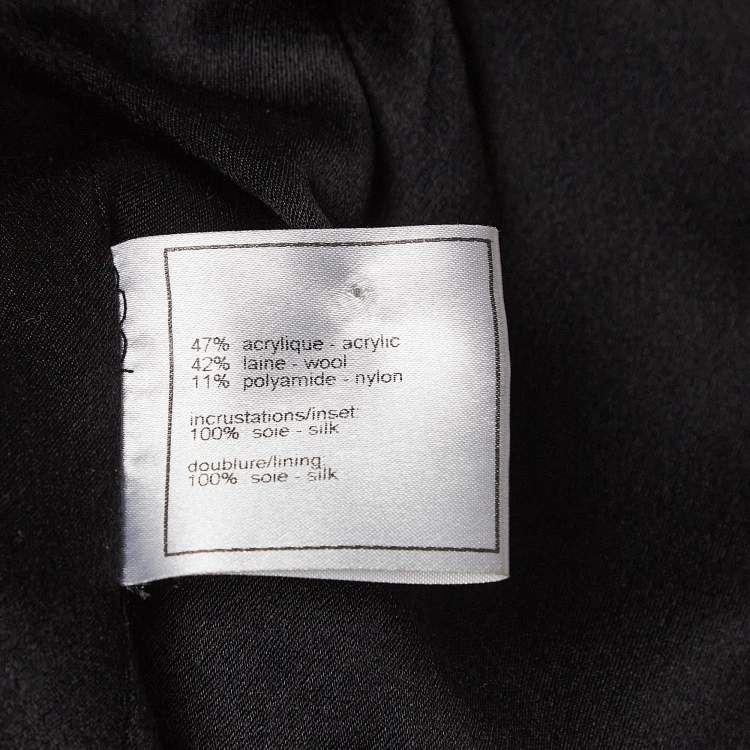 47% acrylique - acrylic
42% laine - wool
11% polyamide - nylon
incrustations/inset:
100% soie - silk
doublure/lining:
100% soie - silk